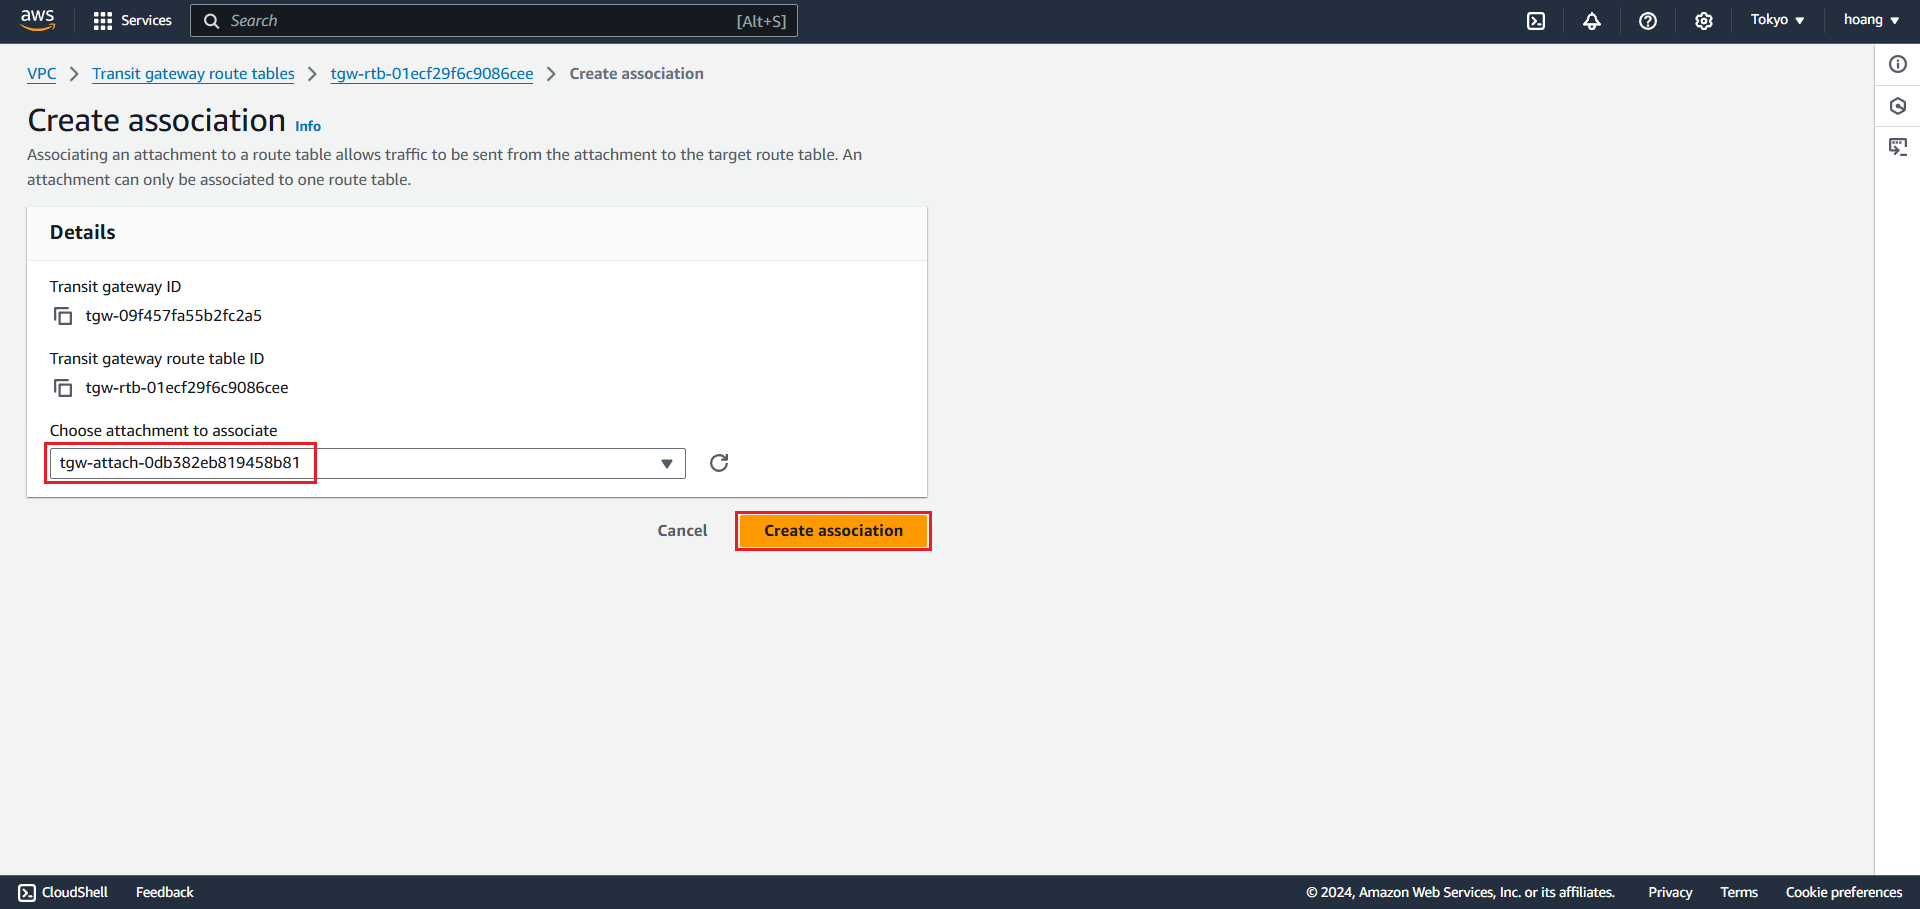 aws
Services
Search
[Alt+S]
Tokyo
hoang
VPC
Transit gateway route tables
tgw-rtb-01ecf29f6c9086cee
Create association
Create association Info
Associating an attachment to a route table allows traffic to be sent from the attachment to the target route table. An
attachment can only be associated to one route table.
Details
Transit gateway ID
tgw-09f457fa55b2fc2a5
Transit gateway route table ID
tgw-rtb-01ecf29f6c9086cee
Choose attachment to associate
tgw-attach-0db382eb819458b81
Cancel
Create association
CloudShell
Feedback
© 2024, Amazon Web Services, Inc. or its affiliates.
Privacy
Terms
Cookie preferences